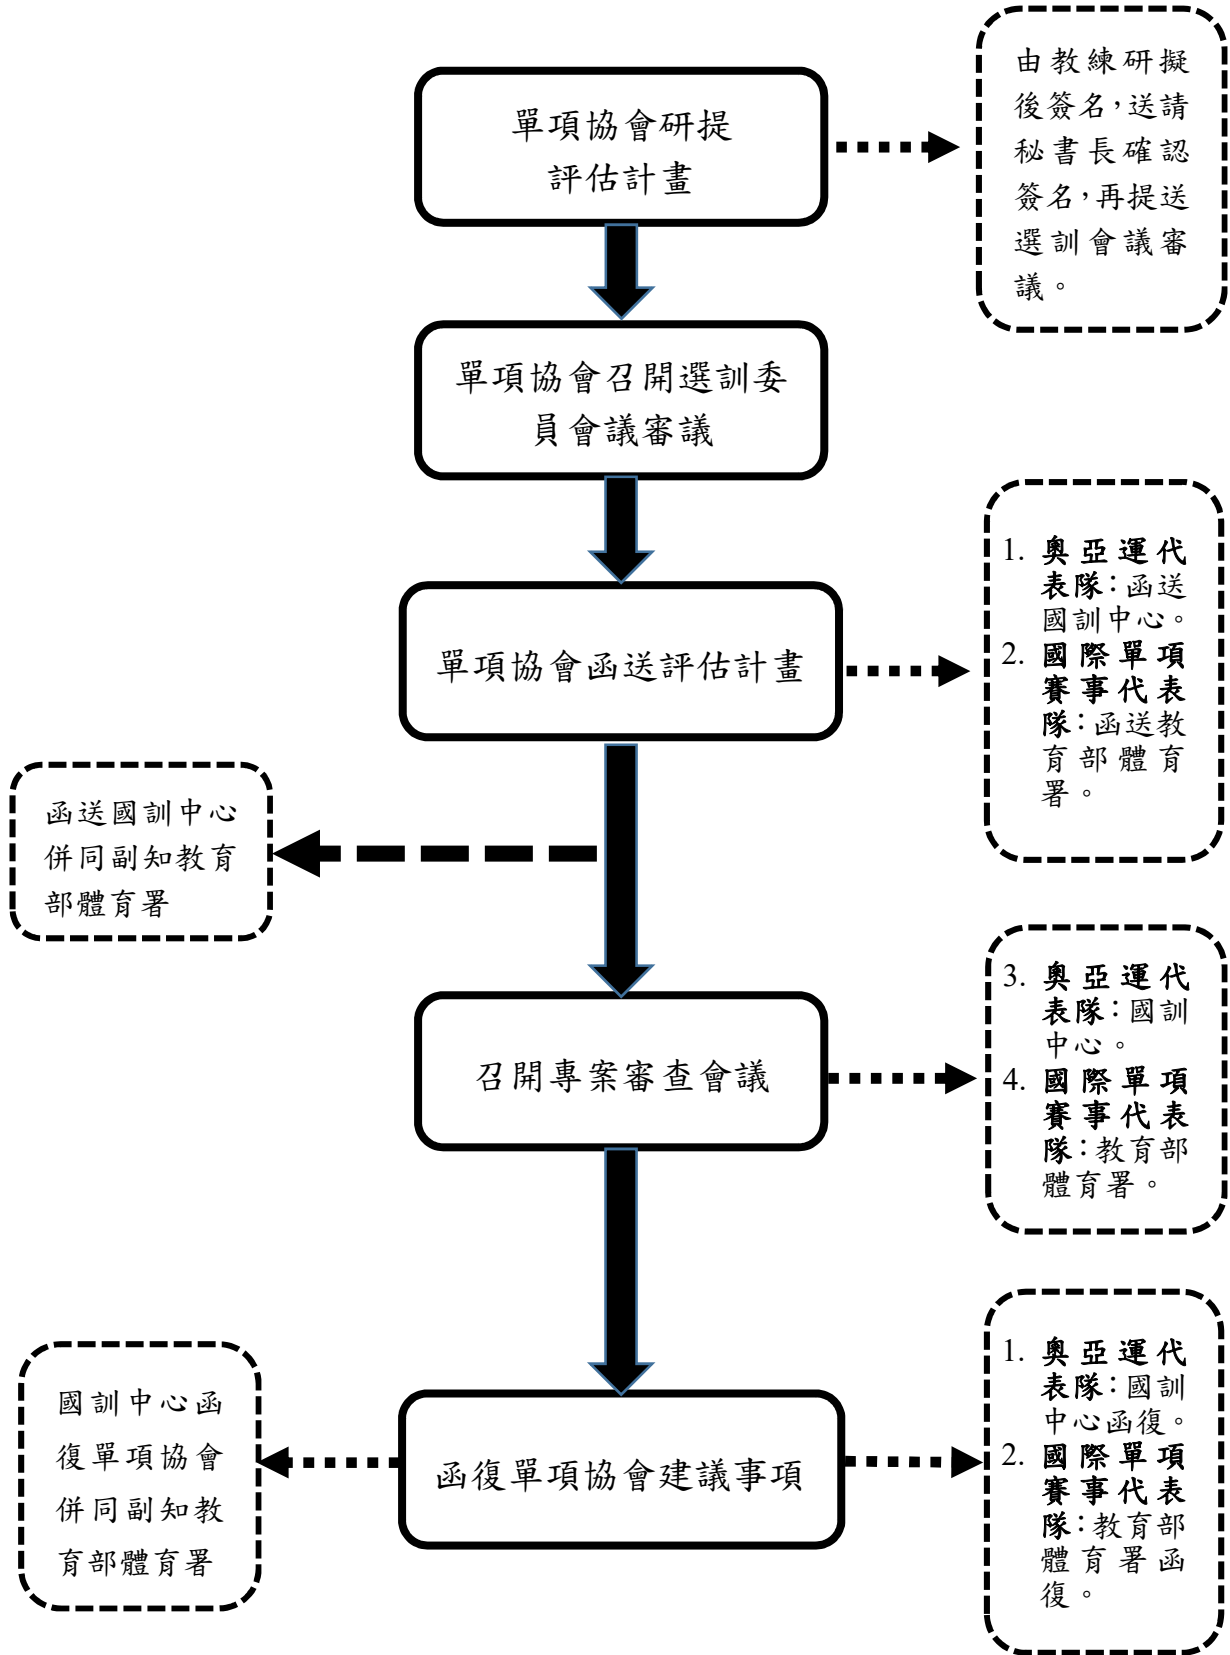 單項協會研提
評估計畫
由教練研擬
後簽名，送請
秘書長確認
簽名，再提送
選訓會議審
議。
單項協會召開選訓委
員會議審議
單項協會函送評估計畫
1. 奧亞運代
表隊：函送
國訓中心。
2. 國際單項
賽事代表
隊：函送教
育部體育
署。
函送國訓中心
併同副知教育
部體育署
召開專案審查會議
3. 奧亞運代
表隊：國訓
中心。
4. 國際單項
賽事代表
隊：教育部
體育署。
函復單項協會建議事項
1. 奧亞運代
表隊：國訓
中心函復。
2. 國際單項
賽事代表
隊：教育部
體育署函
復。
國訓中心函
復單項協會
併同副知教
育部體育署